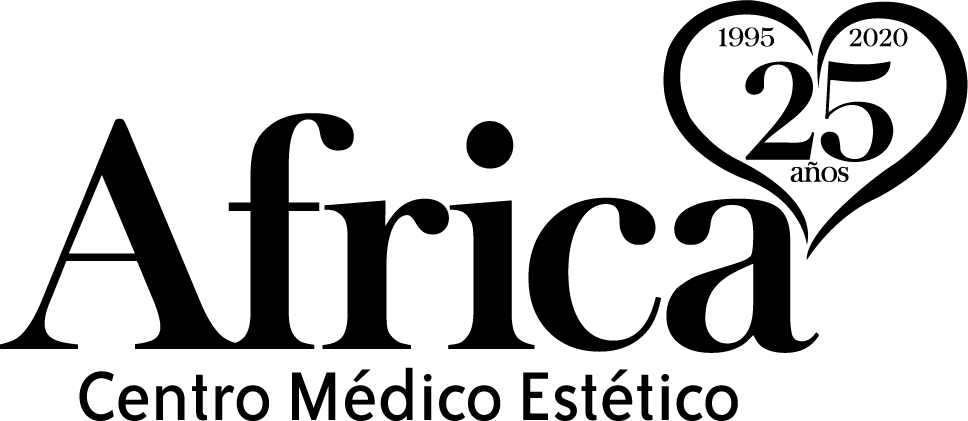 1995 2020
25
años
Africa
Centro Médico Estético